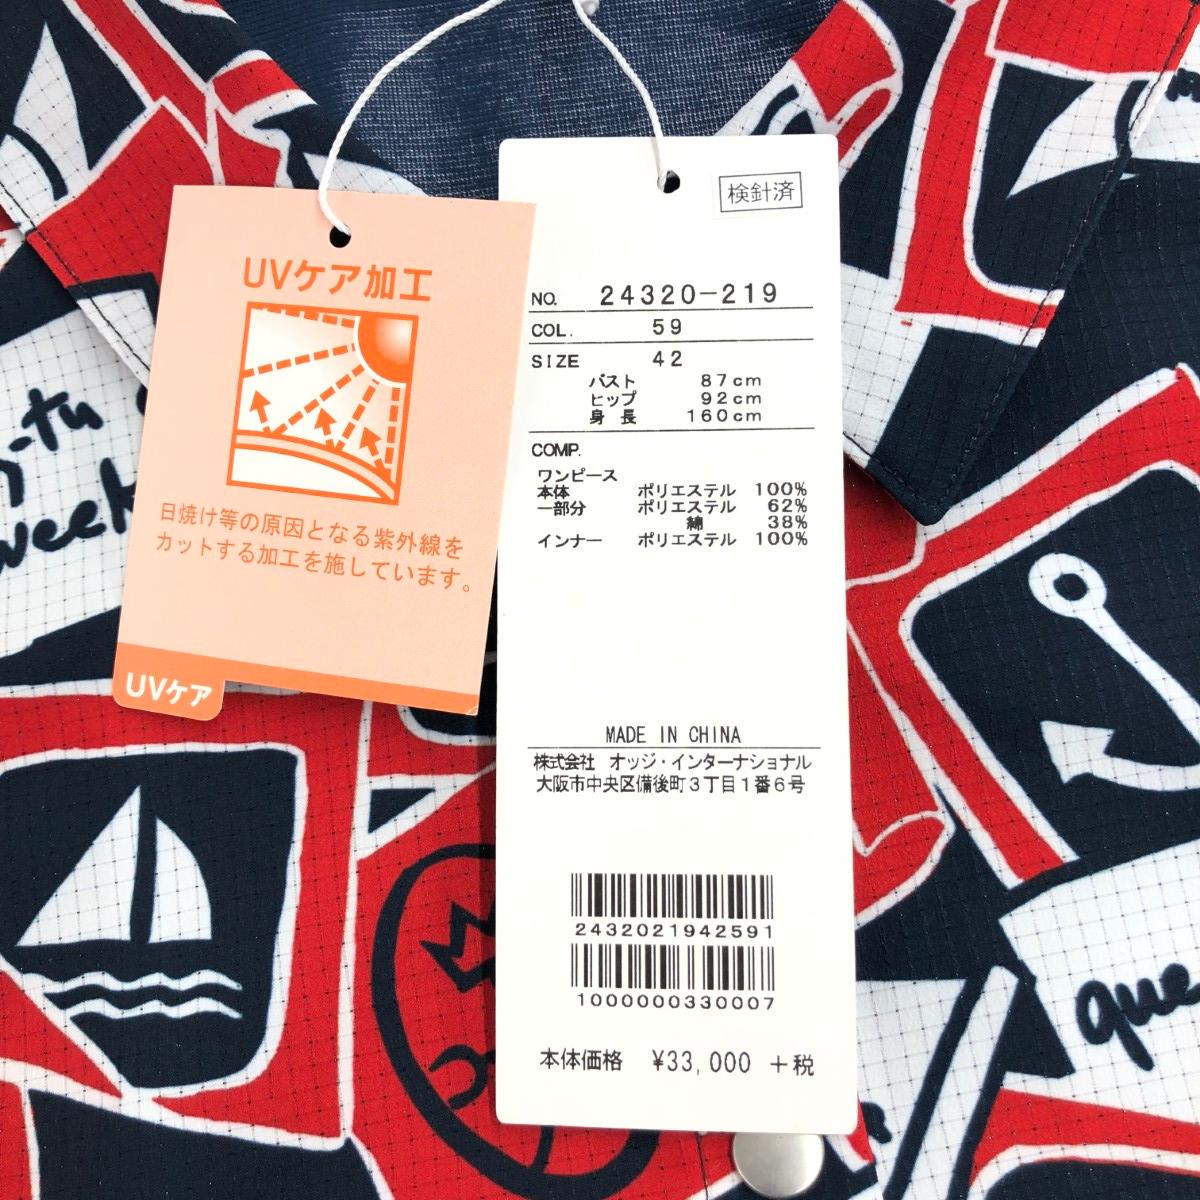 UVケア加工
日焼け等の原因となる紫外線を
カットする加工を施しています。
UVケア
検針済
NO. 24320-219
COL. 59
SIZE 42
バスト 87cm
ヒップ 92cm
身 長 160cm
COMP.
ワンピース
本体 ポリエステル 100%
一部分 ポリエステル 62%
綿 38%
インナー ポリエステル 100%
MADE IN CHINA
株式会社 オッジ・インターナショナル
大阪市中央区備後町3丁目1番6号
2432021942591
1000000330007
本体価格 ¥33,000 +税
-tu
week
que